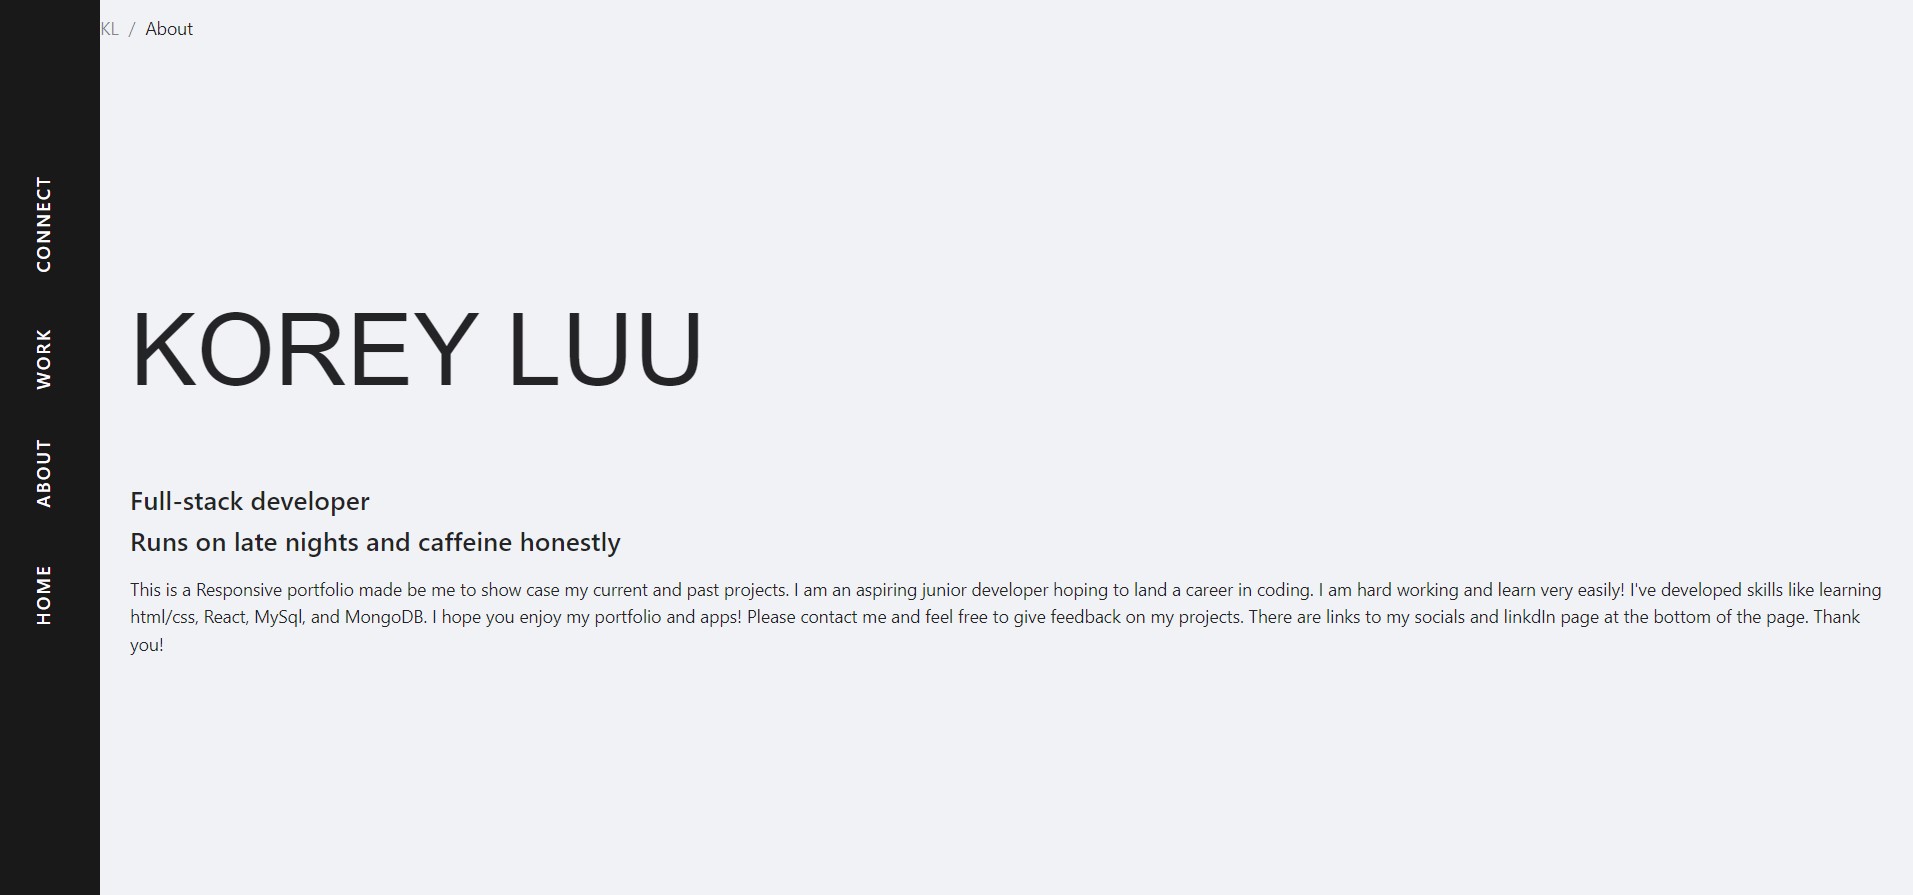 KL / About
CONNECT
WORK
ABOUT
HOME
KOREY LUU
Full-stack developer
Runs on late nights and caffeine honestly
This is a Responsive portfolio made be me to show case my current and past projects. I am an aspiring junior developer hoping to land a career in coding. I am hard working and learn very easily! I've developed skills like learning
html/css, React, MySql, and MongoDB. I hope you enjoy my portfolio and apps! Please contact me and feel free to give feedback on my projects. There are links to my socials and linkdIn page at the bottom of the page. Thank
you!